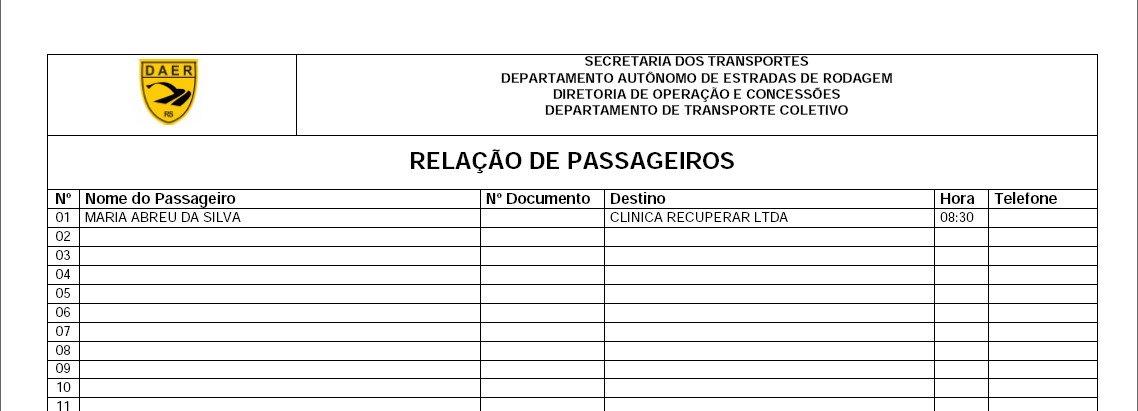 DAER
RS
SECRETARIA DOS TRANSPORTES
DEPARTAMENTO AUTÔNOMO DE ESTRADAS DE RODAGEM
DIRETORIA DE OPERAÇÃO E CONCESSÕES
DEPARTAMENTO DE TRANSPORTE COLETIVO
RELAÇÃO DE PASSAGEIROS
Nº Nome do Passageiro Nº Documento Destino Hora Telefone
01 MARIA ABREU DA SILVA CLINICA RECUPERAR LTDA 08:30
02
03
04
05
06
07
08
09
10
11